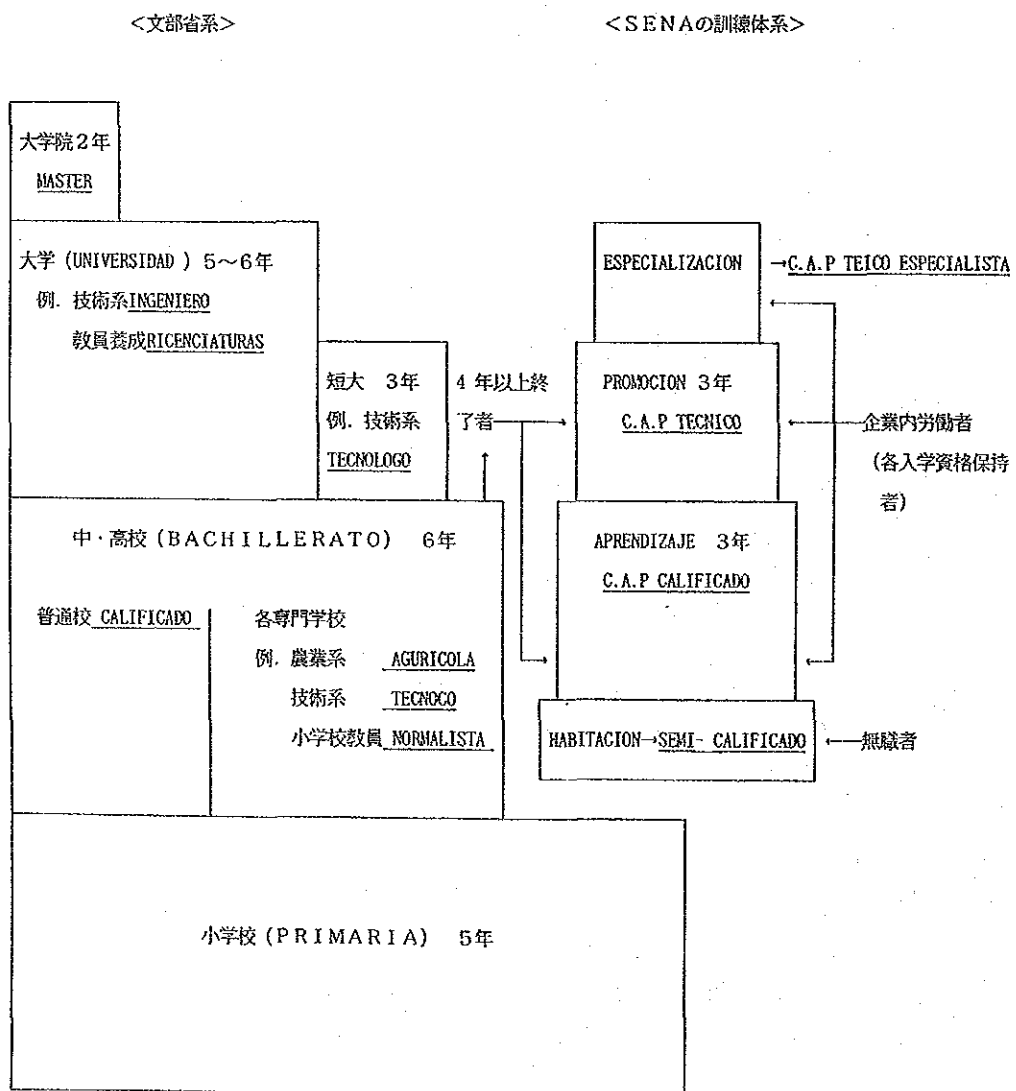 <文部省系>
<SENAの訓練体系>
大学院2年
MASTER
大学(UNIVERSIDAD)5～6年
例. 技術系INGENIERO
教員養成RICENCIATURAS
短大 3年
例. 技術系
TECNOLOGO
4年以上終
了者
ESPECIALIZACION
→C.A.P TEICO ESPECIALISTA
PROMOCION 3年
C.A.P TECNICO
企業内労働者
(各入学資格保持
者)
中・高校(BACHILLERATO) 6年
普通校 CALIFICADO
各専門学校
例. 農業系 AGURICOLA
技術系 TECNOCO
小学校教員 NORMALISTA
APRENDIZAJE 3年
C.A.P CALIFICADO
HABITACION→SEMI- CALIFICADO
←無職者
小学校(PRIMARIA) 5年